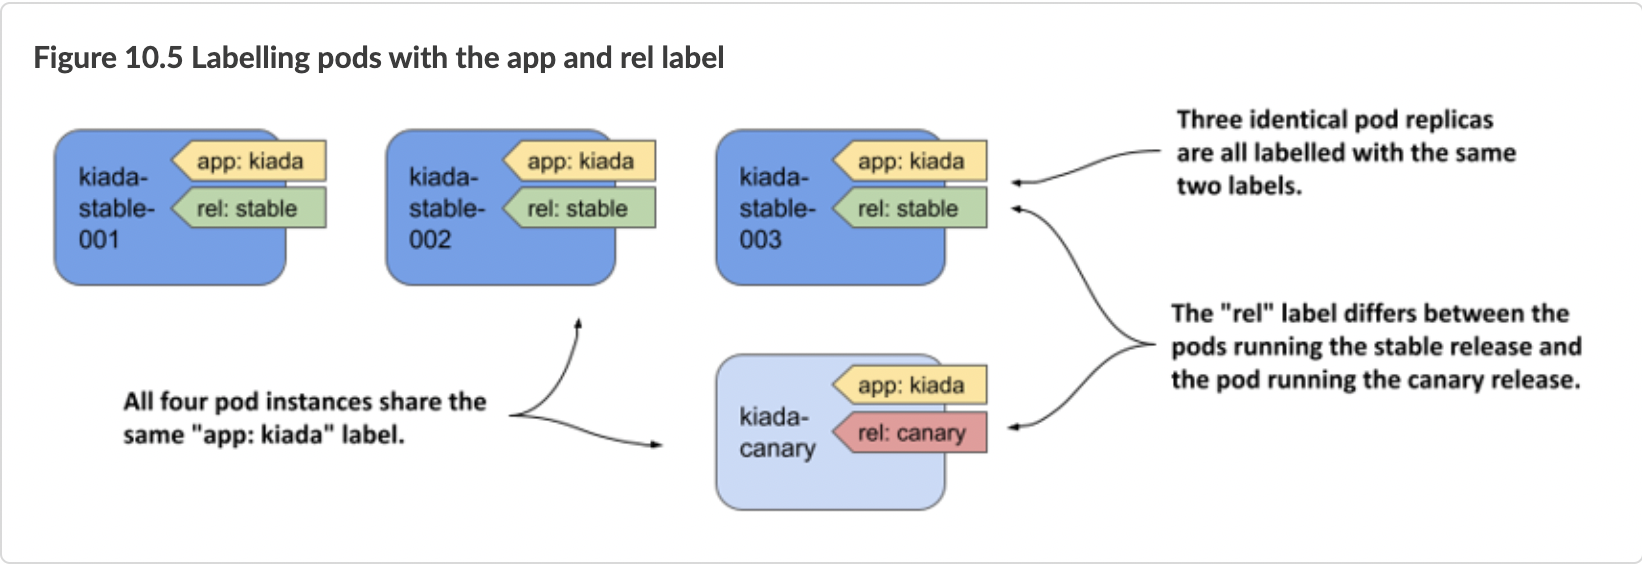 Figure 10.5 Labelling pods with the app and rel label
kiada-
stable-
001
app: kiada
rel: stable
kiada-
stable-
002
app: kiada
rel: stable
kiada-
stable-
003
app: kiada
rel: stable
Three identical pod replicas
are all labelled with the same
two labels.
The "rel" label differs between the
pods running the stable release and
the pod running the canary release.
All four pod instances share the
same "app: kiada" label.
kiada-
canary
app: kiada
rel: canary